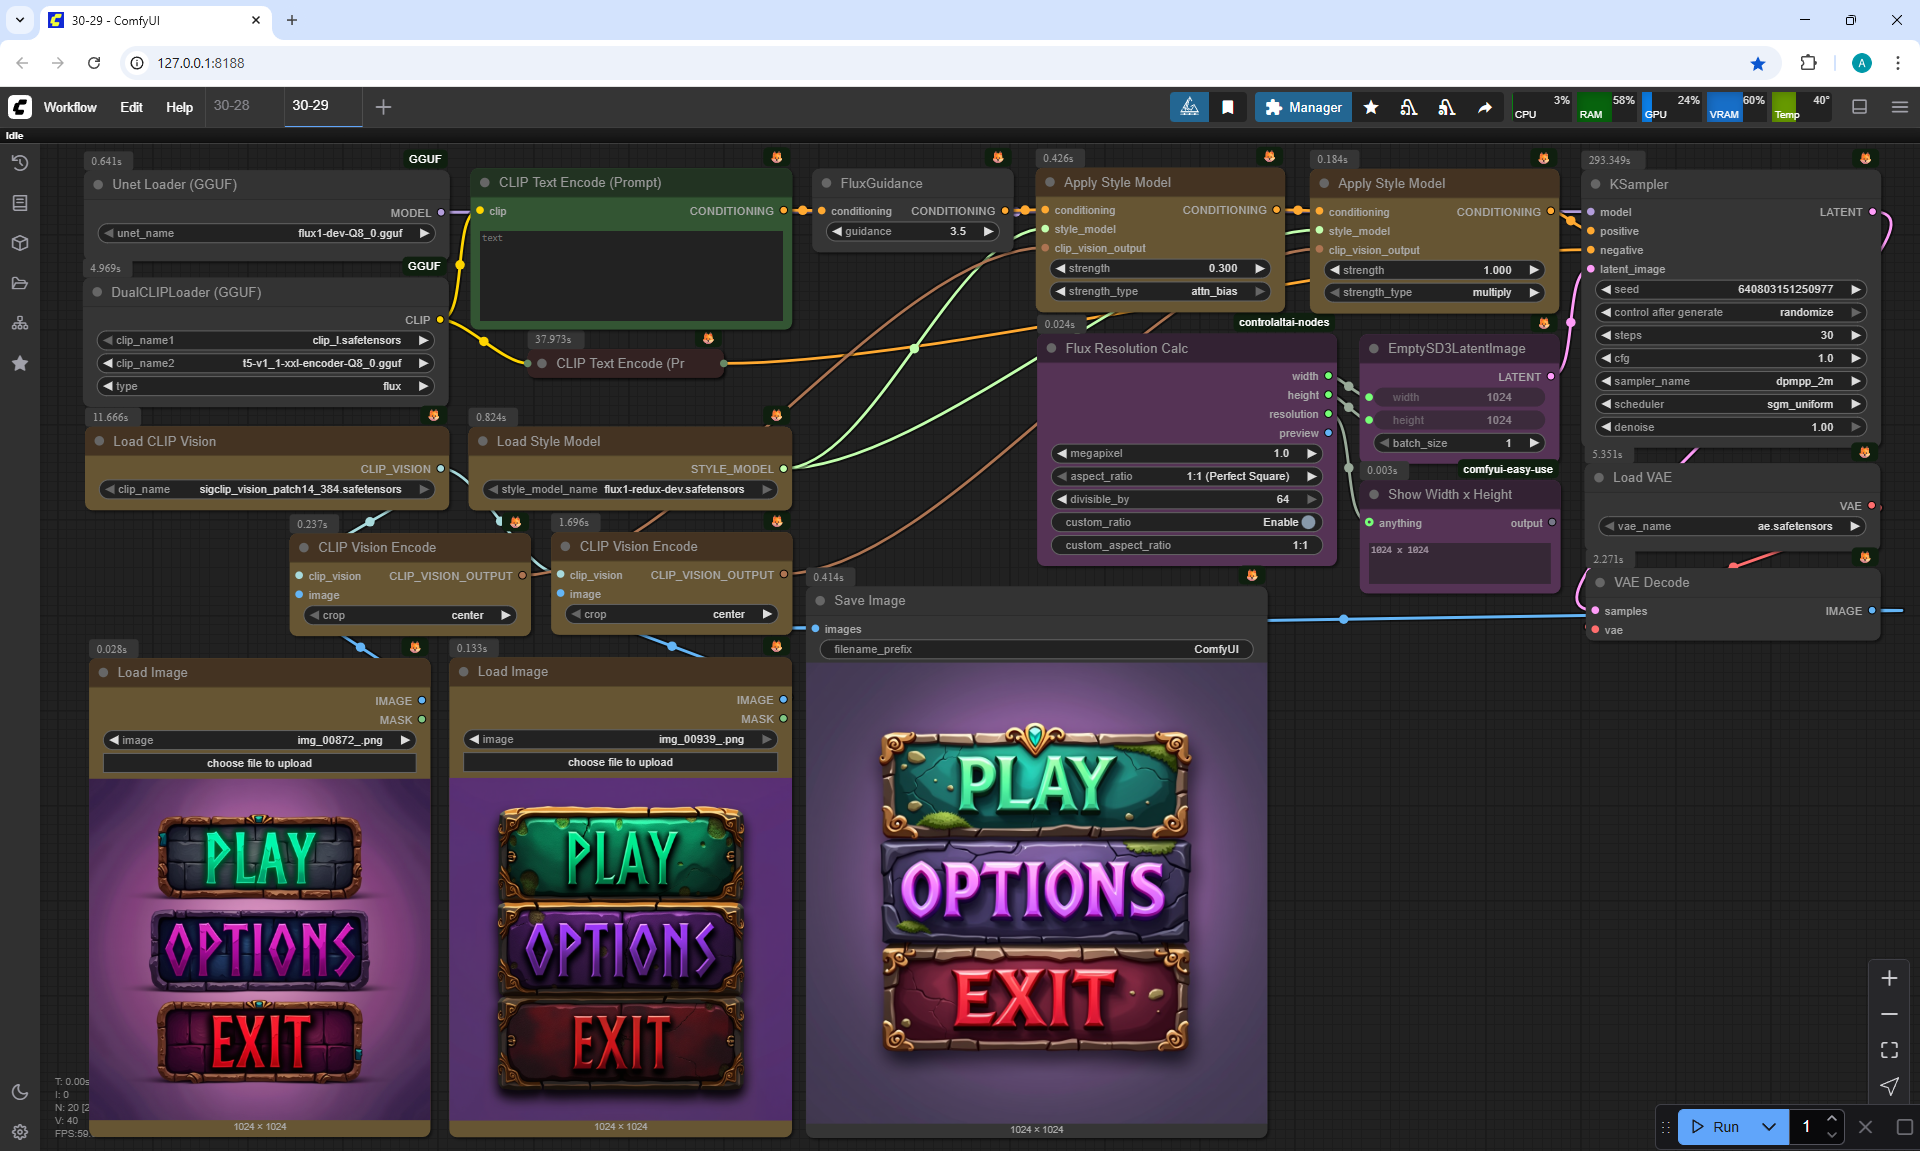 30-29 - ComfyUI
127.0.0.1:8188
A
Workflow
Edit
Help
30-28
30-29
Manager
CPU 3%
RAM 58%
GPU 24%
VRAM 60%
Temp 40°
Idle
0.641s
GGUF
Unet Loader (GGUF)
MODEL
unet_name flux1-dev-Q8_0.gguf
4.969s
GGUF
DualCLIPLoader (GGUF)
CLIP
clip_name1 clip_l.safetensors
clip_name2 t5-v1_1-xxl-encoder-Q8_0.gguf
type flux
CLIP Text Encode (Prompt)
clip CONDITIONING
text
37.973s
CLIP Text Encode (Pr
FluxGuidance
conditioning CONDITIONING
guidance 3.5
0.426s
Apply Style Model
conditioning CONDITIONING
style_model
clip_vision_output
strength 0.300
strength_type attn_bias
0.184s
Apply Style Model
conditioning CONDITIONING
style_model
clip_vision_output
strength 1.000
strength_type multiply
293.349s
KSampler
model LATENT
positive
negative
latent_image
seed 640803151250977
control after generate randomize
steps 30
cfg 1.0
sampler_name dpmpp_2m
scheduler sgm_uniform
denoise 1.00
0.024s
controlaltai-nodes
Flux Resolution Calc
width
height
resolution
preview
megapixel 1.0
aspect_ratio 1:1 (Perfect Square)
divisible_by 64
custom_ratio Enable
custom_aspect_ratio 1:1
EmptySD3LatentImage
LATENT
width 1024
height 1024
batch_size 1
0.003s
comfyui-easy-use
Show Width x Height
anything output
1024 x 1024
5.351s
Load VAE
VAE
vae_name ae.safetensors
2.271s
VAE Decode
samples IMAGE
vae
11.666s
Load CLIP Vision
CLIP_VISION
clip_name sigclip_vision_patch14_384.safetensors
0.824s
Load Style Model
STYLE_MODEL
style_model_name flux1-redux-dev.safetensors
0.237s
CLIP Vision Encode
clip_vision CLIP_VISION_OUTPUT
image
crop center
1.696s
CLIP Vision Encode
clip_vision CLIP_VISION_OUTPUT
image
crop center
0.028s
Load Image
IMAGE
MASK
image img_00872_.png
choose file to upload
PLAY
OPTIONS
EXIT
1024 × 1024
0.133s
Load Image
IMAGE
MASK
image img_00939_.png
choose file to upload
PLAY
OPTIONS
EXIT
1024 × 1024
0.414s
Save Image
images
filename_prefix ComfyUI
PLAY
OPTIONS
EXIT
1024 × 1024
T: 0.00s
I: 0
N: 20 [2
V: 40
FPS:59.
Run
1